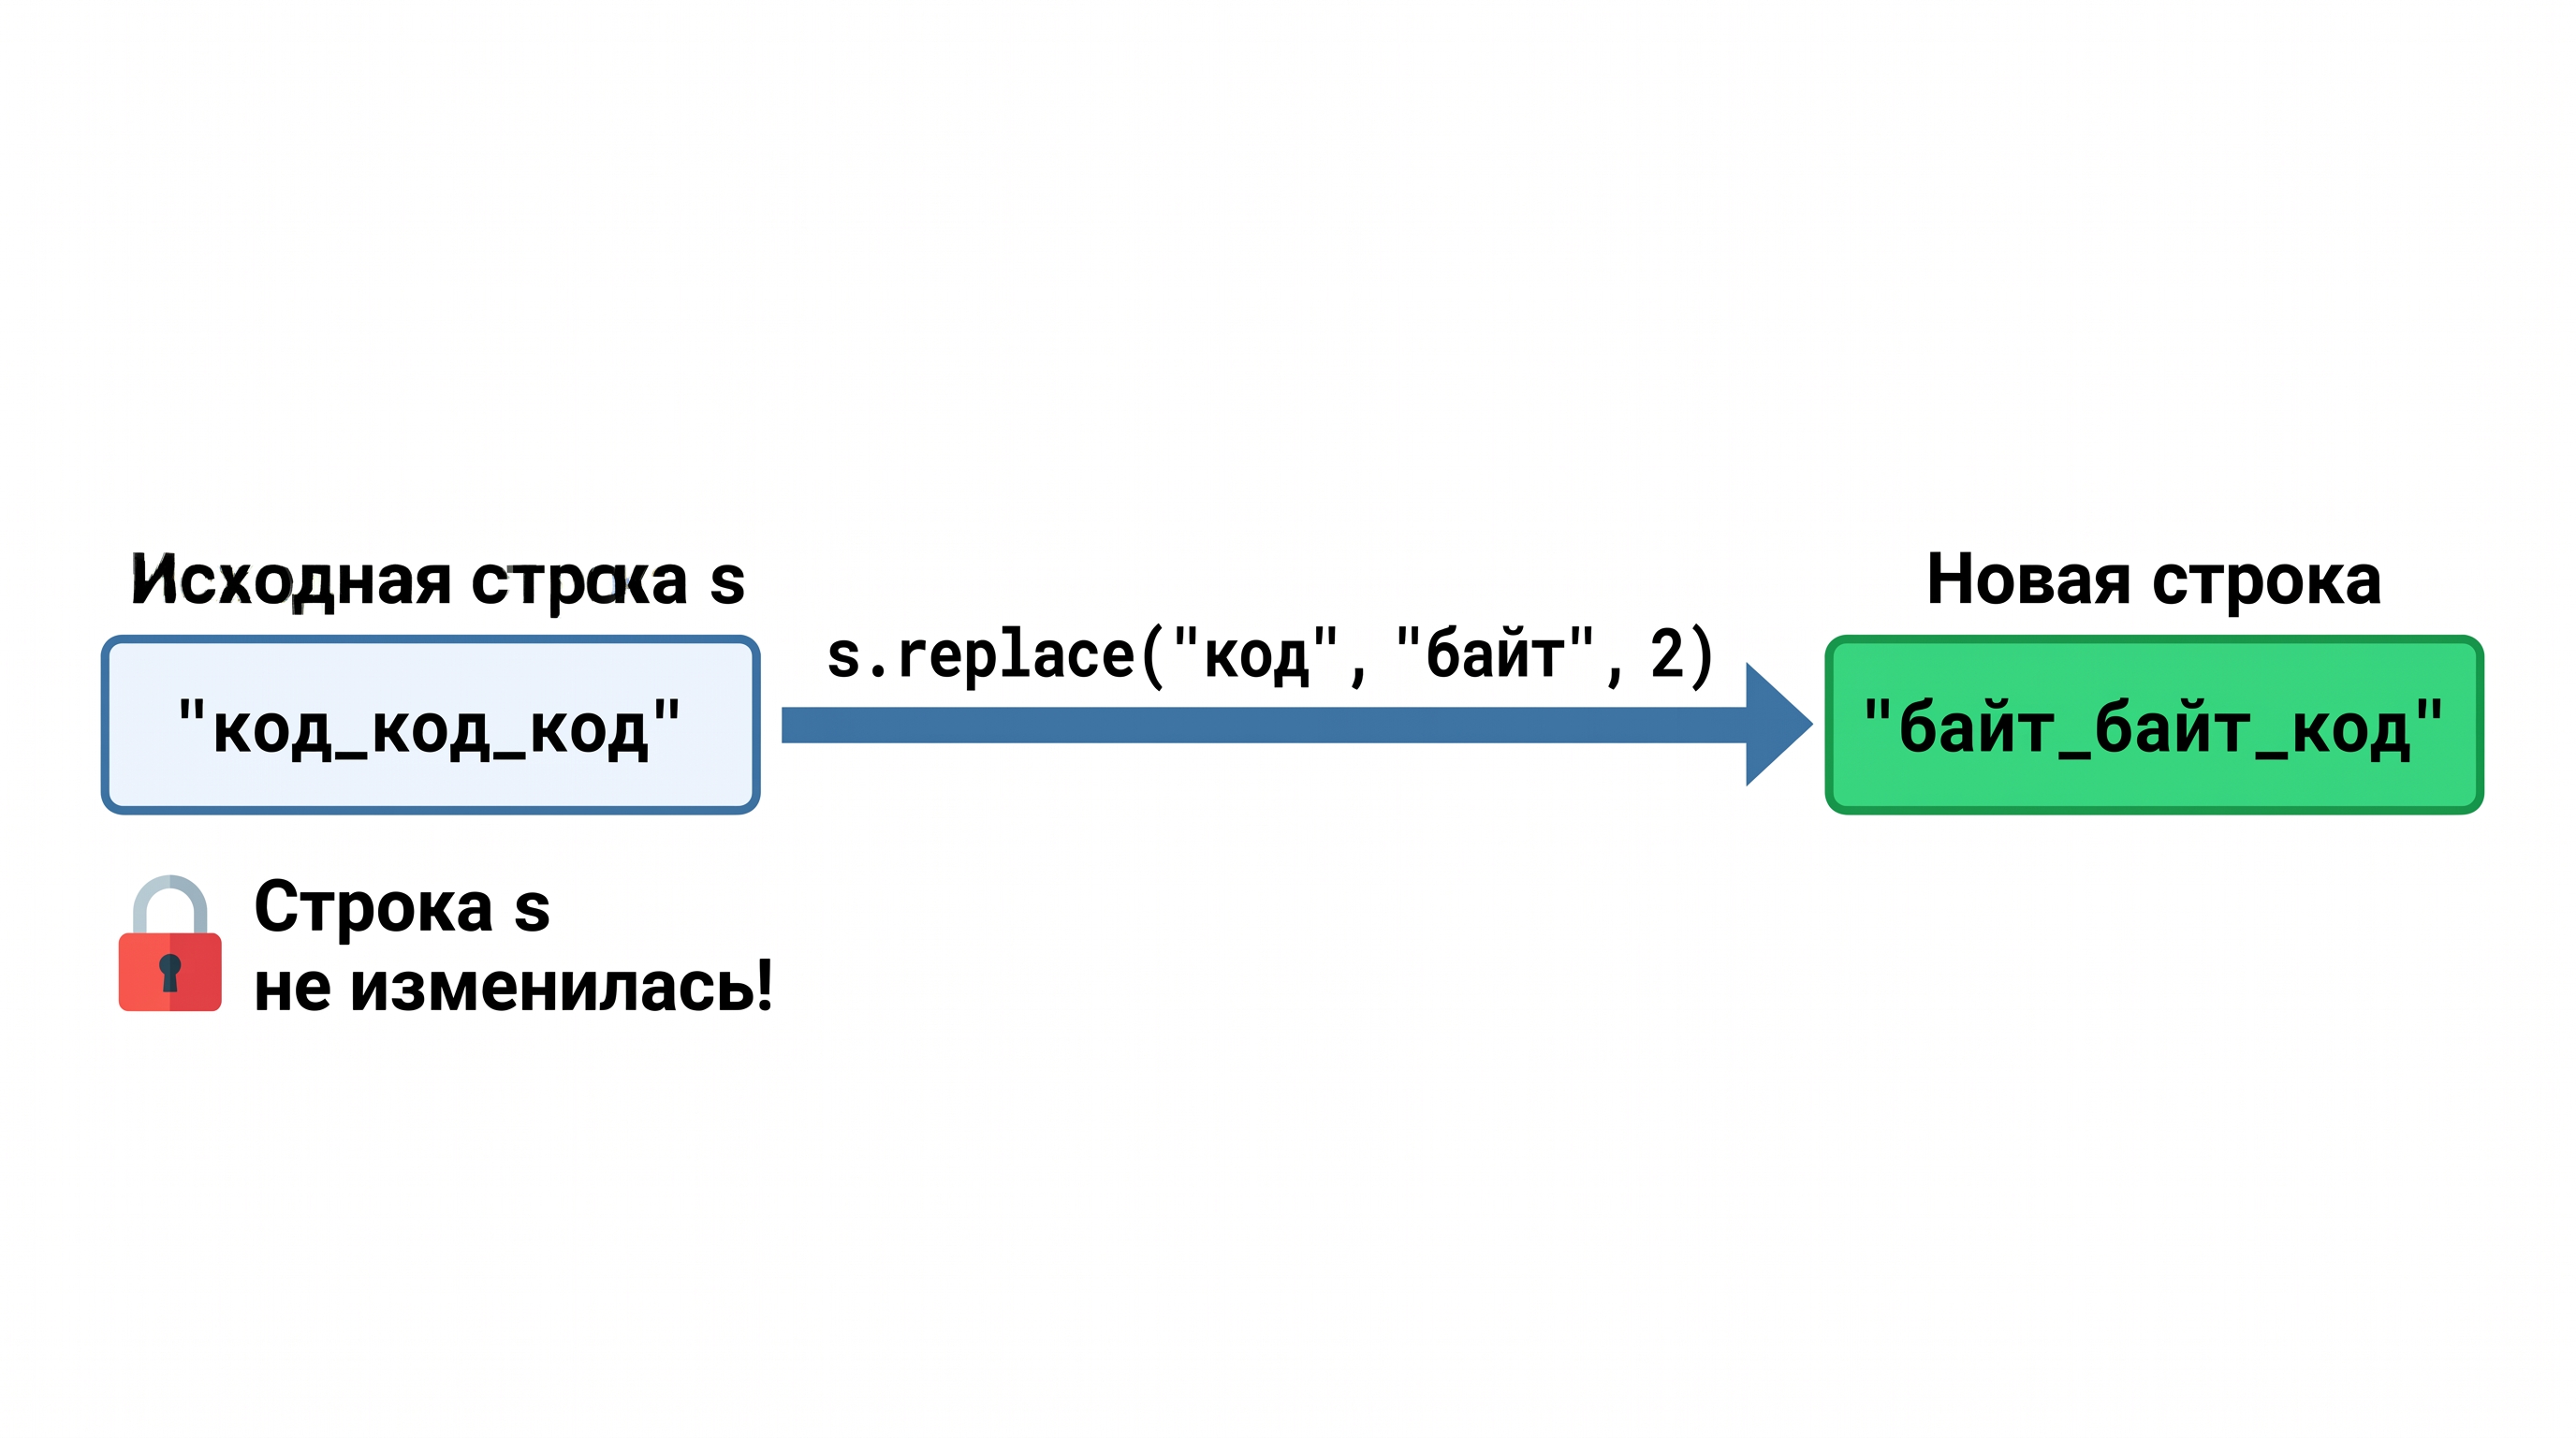 Исходная строка s
"код_код_код"
s.replace("код", "байт", 2)
Новая строка
"байт_байт_код"
Строка s
не изменилась!